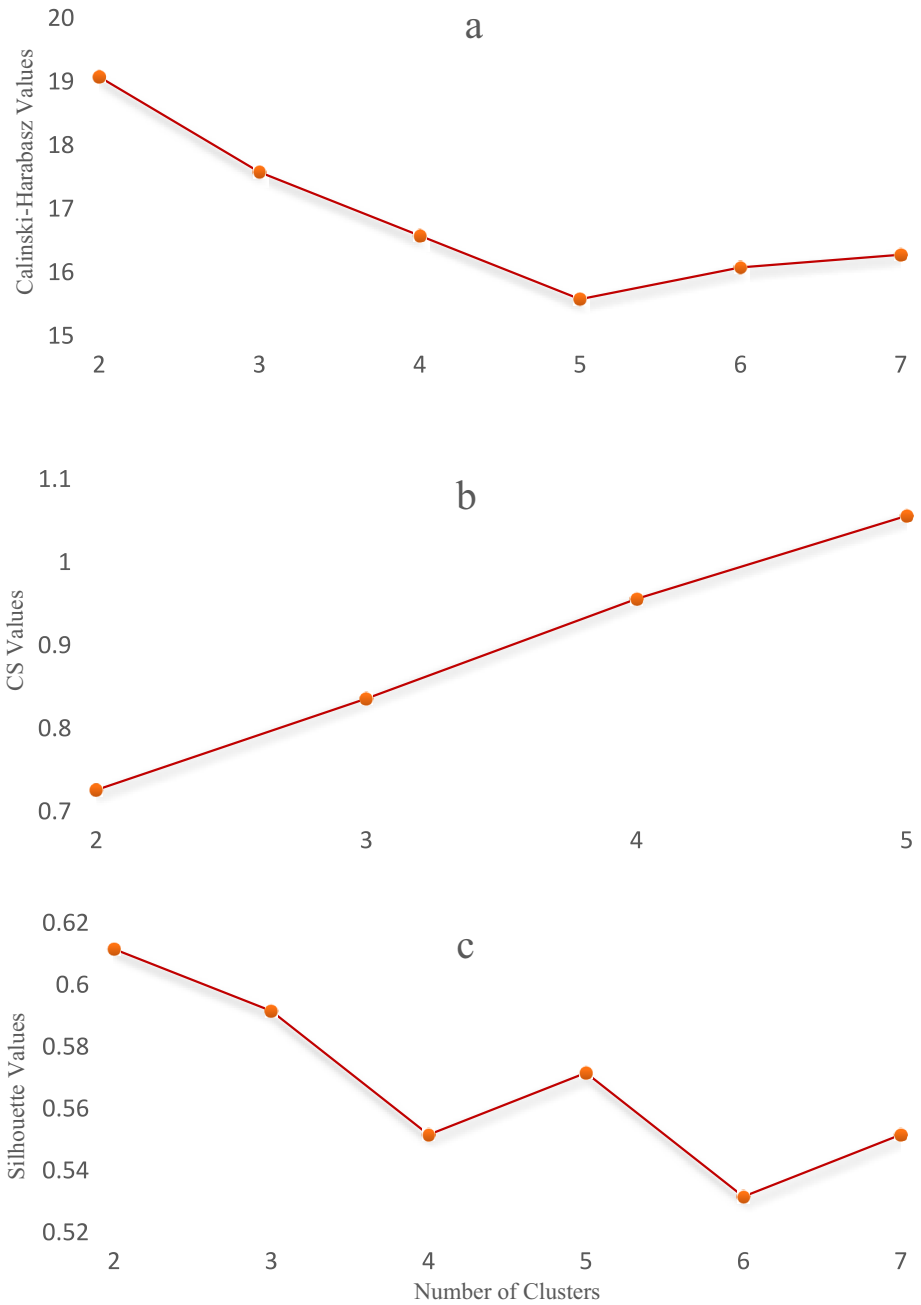 a
Calinski-Harabasz Values
20
19
18
17
16
15
2 3 4 5 6 7
b
CS Values
1.1
1
0.9
0.8
0.7
2 3 4 5
c
Silhouette Values
0.62
0.6
0.58
0.56
0.54
0.52
2 3 4 5 6 7
Number of Clusters